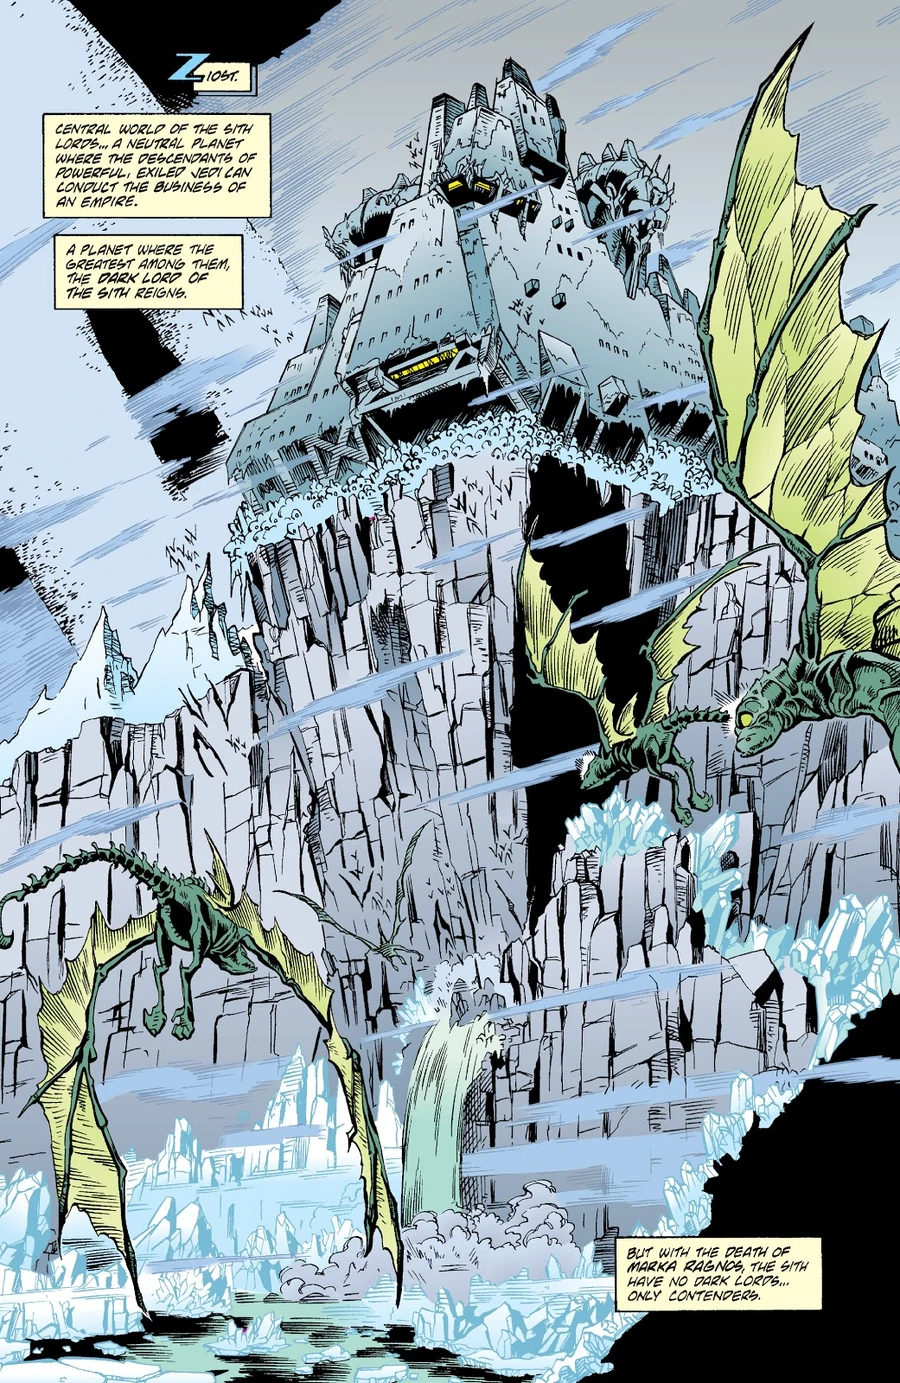 ZIOST.
CENTRAL WORLD OF THE SITH
LORDS... A NEUTRAL PLANET
WHERE THE DESCENDANTS OF
POWERFUL, EXILED JEDI CAN
CONDUCT THE BUSINESS OF
AN EMPIRE.
A PLANET WHERE THE
GREATEST AMONG THEM,
THE DARK LORD OF
THE SITH REIGNS.
BUT WITH THE DEATH OF
MARKA RAGNOS, THE SITH
HAVE NO DARK LORDS...
ONLY CONTENDERS.